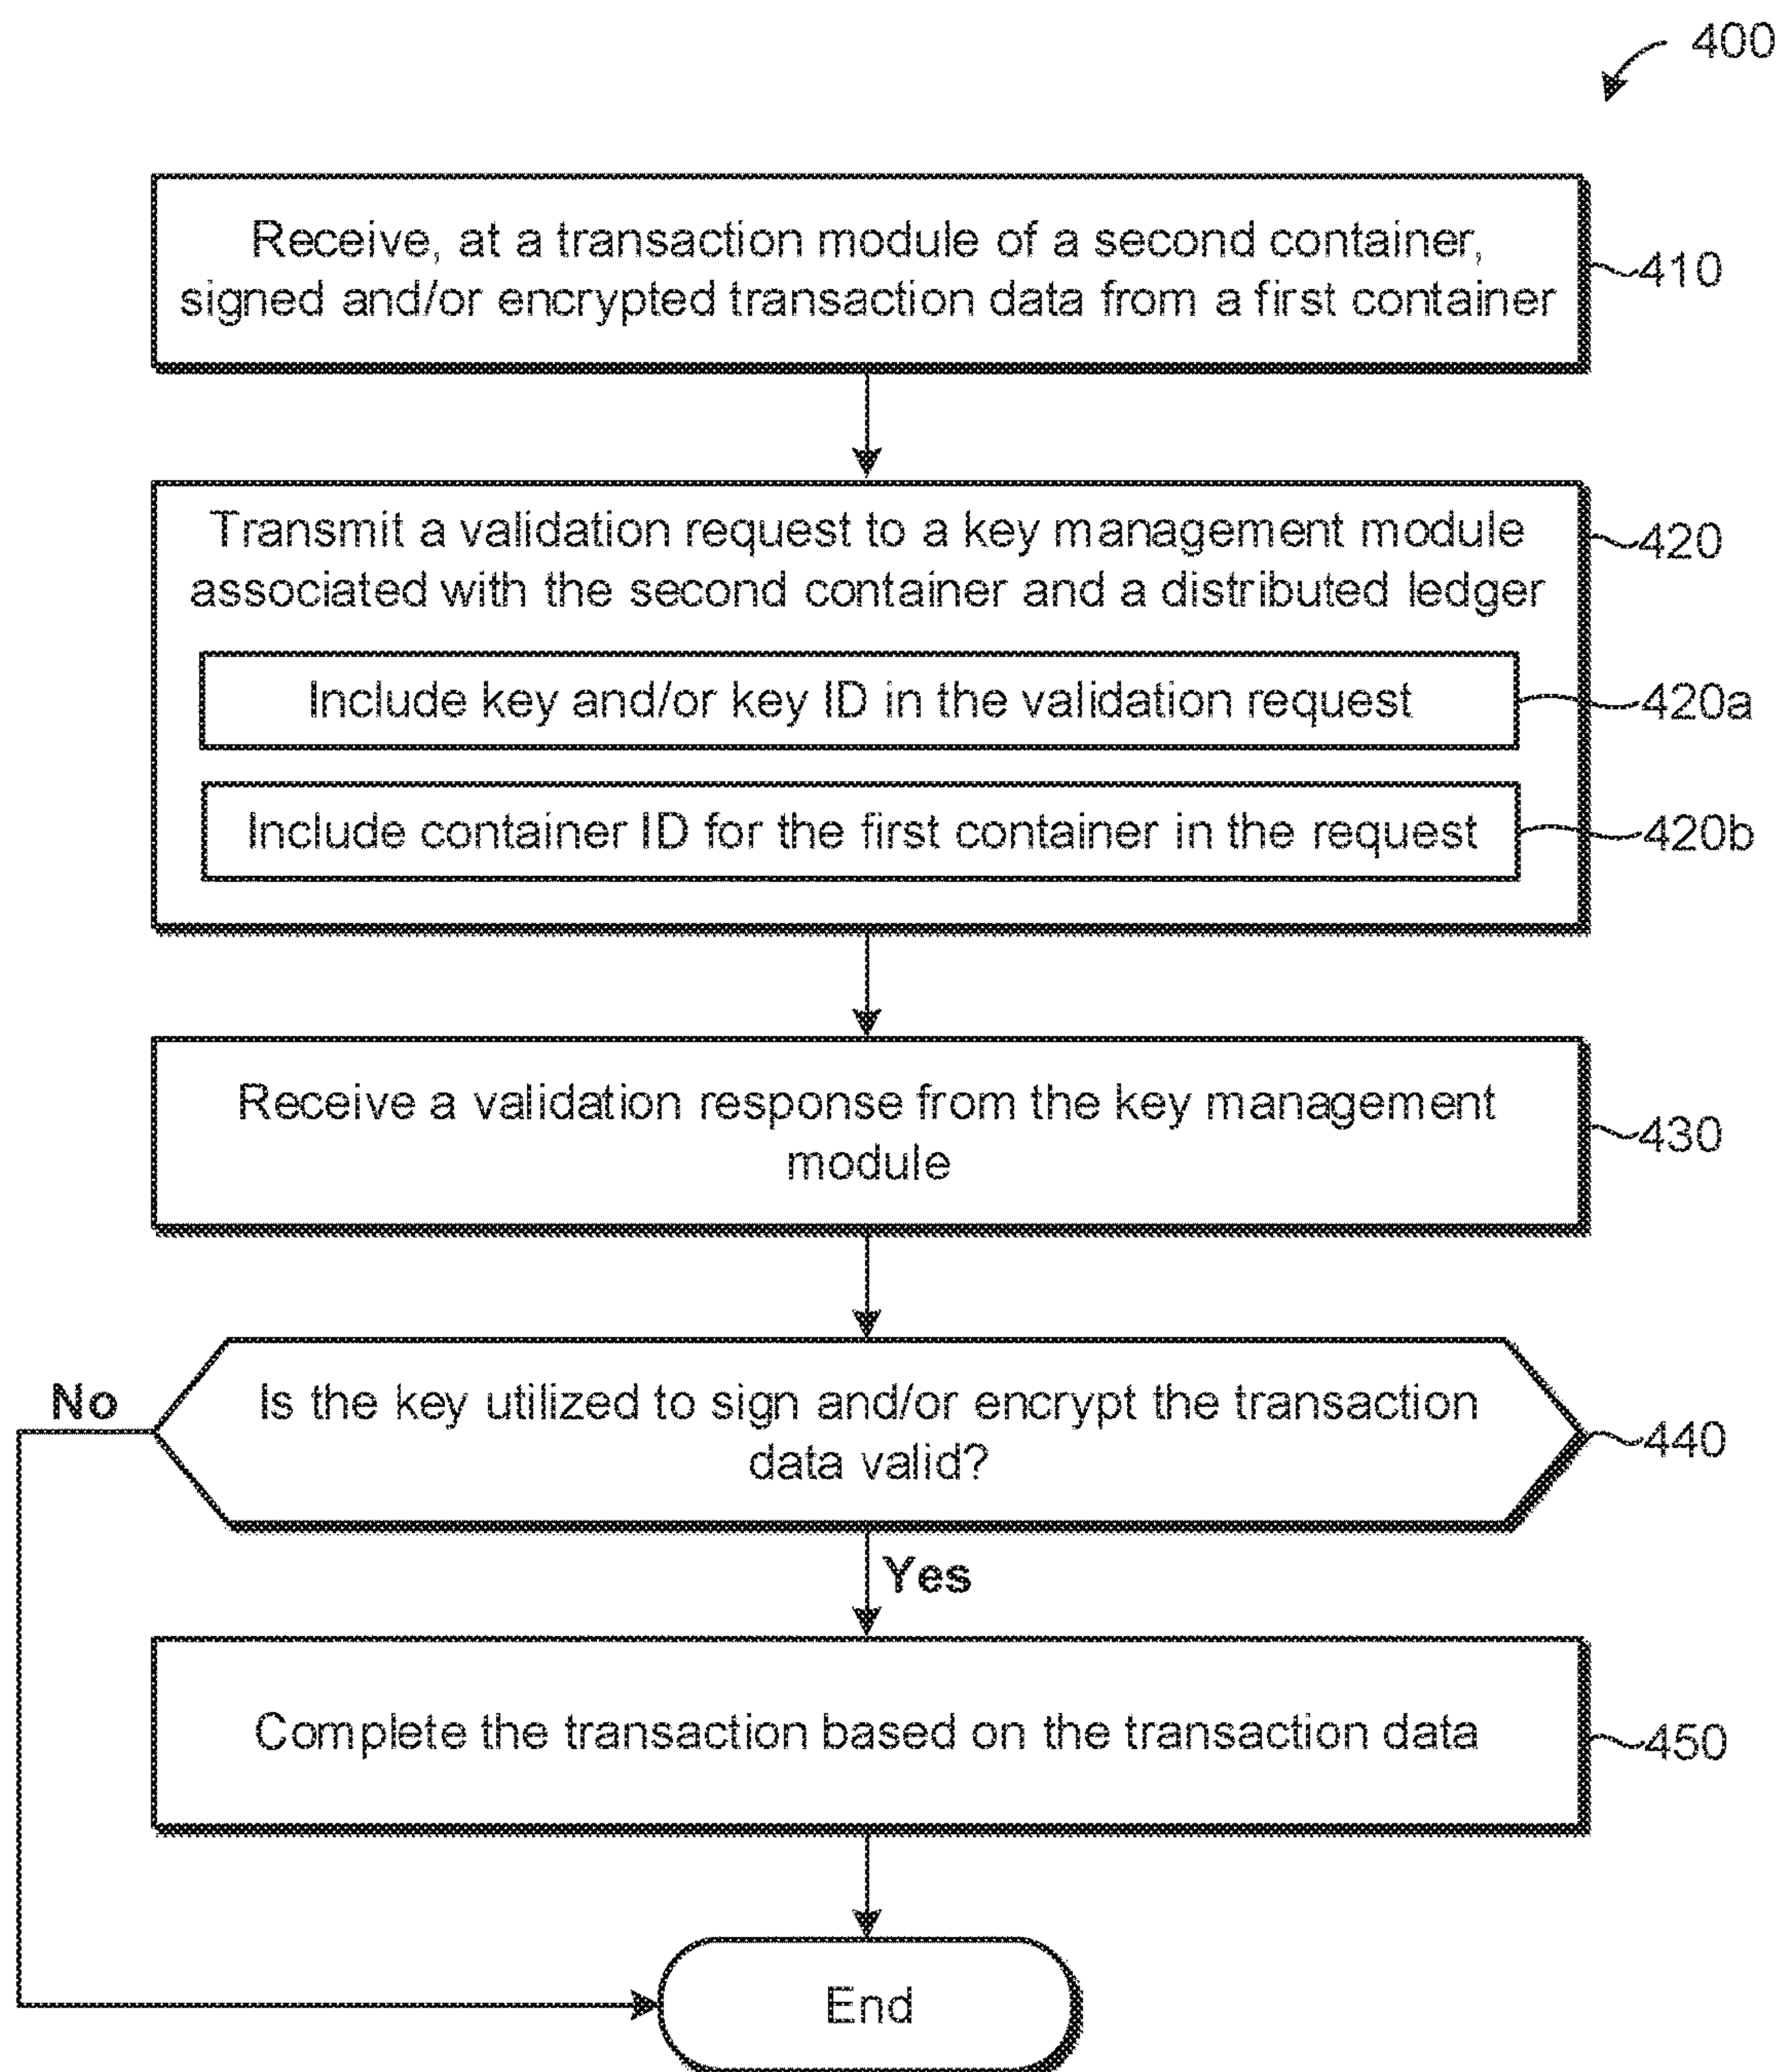 400
Receive, at a transaction module of a second container,
signed and/or encrypted transaction data from a first container
410
Transmit a validation request to a key management module
associated with the second container and a distributed ledger
420
Include key and/or key ID in the validation request
420a
Include container ID for the first container in the request
420b
Receive a validation response from the key management
module
430
No
Is the key utilized to sign and/or encrypt the transaction
data valid?
440
Yes
Complete the transaction based on the transaction data
450
End